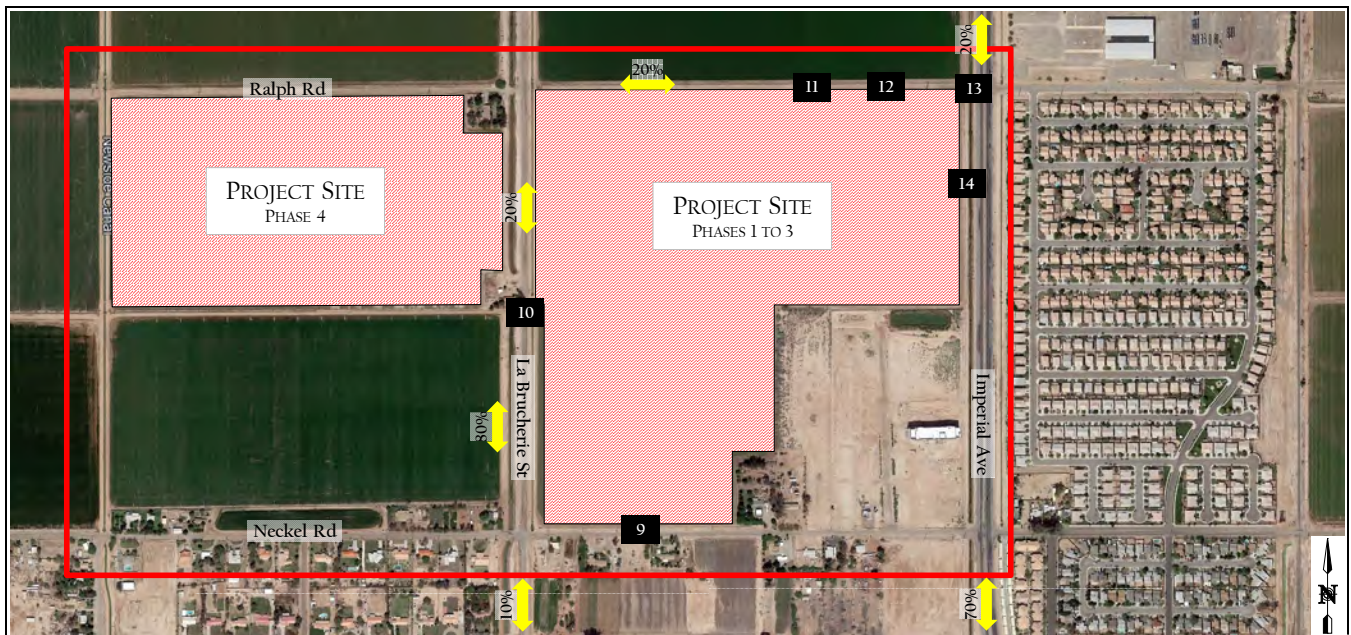 20%
20%
Ralph Rd
11
12
13
Newside Canal
PROJECT SITE
PHASE 4
20%
PROJECT SITE
PHASES 1 TO 3
14
10
La Brucherie St
Imperial Ave
80%
Neckel Rd
9
10%
70%
N